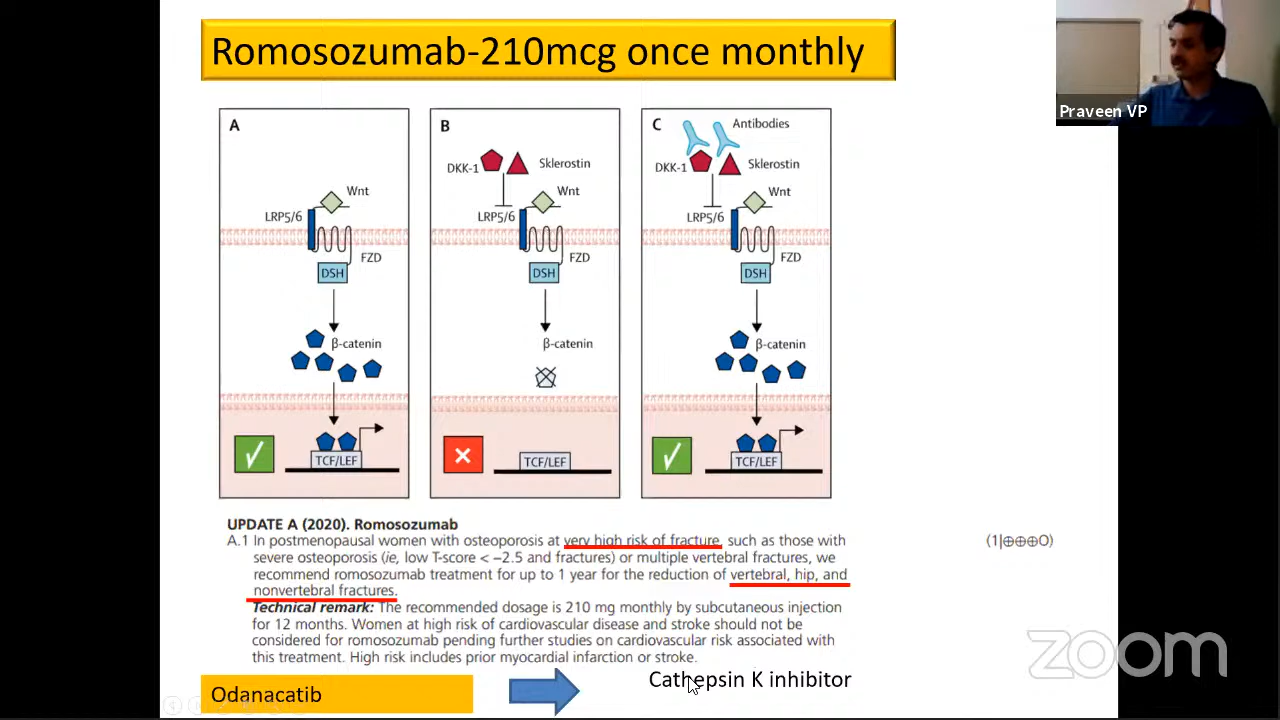 Romosozumab-210mcg once monthly
Praveen VP
A
Wnt
LRP5/6
FZD
DSH
β-catenin
TCF/LEF
B
DKK-1
Sklerostin
Wnt
LRP5/6
FZD
DSH
β-catenin
TCF/LEF
C
Antibodies
DKK-1
Sklerostin
Wnt
LRP5/6
FZD
DSH
β-catenin
TCF/LEF
UPDATE A (2020). Romosozumab
A.1 In postmenopausal women with osteoporosis at very high risk of fracture, such as those with
severe osteoporosis (ie, low T-score < −2.5 and fractures) or multiple vertebral fractures, we
recommend romosozumab treatment for up to 1 year for the reduction of vertebral, hip, and
nonvertebral fractures.
(1|⊕⊕⊕O)
Technical remark: The recommended dosage is 210 mg monthly by subcutaneous injection
for 12 months. Women at high risk of cardiovascular disease and stroke should not be
considered for romosozumab pending further studies on cardiovascular risk associated with
this treatment. High risk includes prior myocardial infarction or stroke.
Odanacatib
Cathepsin K inhibitor
zoom